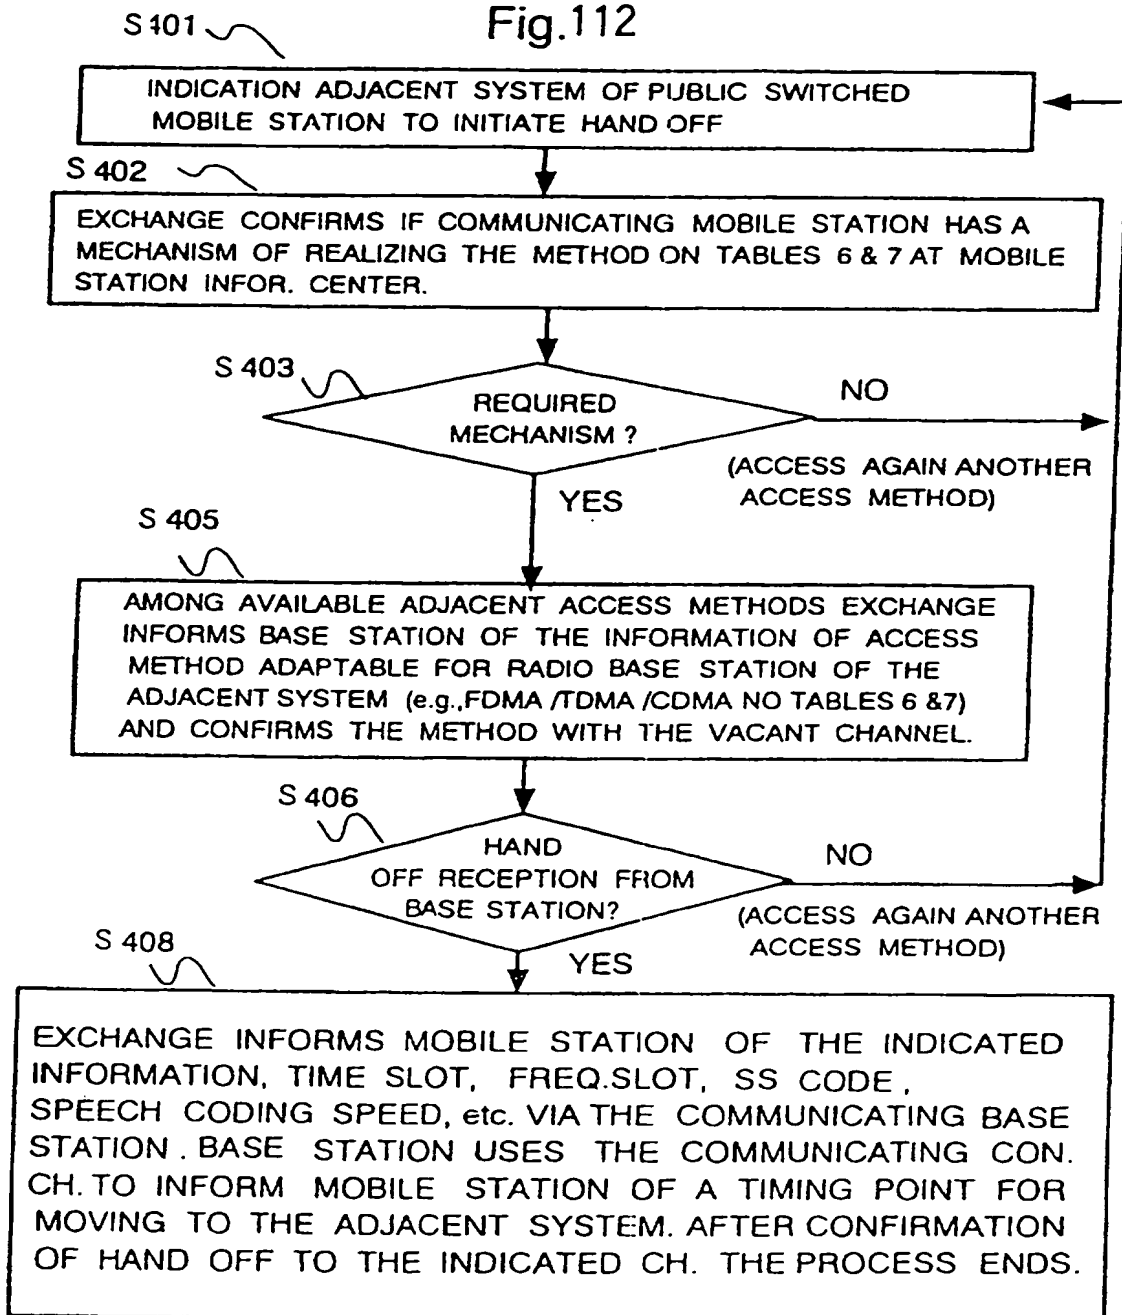 Fig.112
S 401
INDICATION ADJACENT SYSTEM OF PUBLIC SWITCHED
MOBILE STATION TO INITIATE HAND OFF
S 402
EXCHANGE CONFIRMS IF COMMUNICATING MOBILE STATION HAS A
MECHANISM OF REALIZING THE METHOD ON TABLES 6 & 7 AT MOBILE
STATION INFOR. CENTER.
S 403
REQUIRED
MECHANISM ?
NO
(ACCESS AGAIN ANOTHER
ACCESS METHOD)
YES
S 405
AMONG AVAILABLE ADJACENT ACCESS METHODS EXCHANGE
INFORMS BASE STATION OF THE INFORMATION OF ACCESS
METHOD ADAPTABLE FOR RADIO BASE STATION OF THE
ADJACENT SYSTEM (e.g.,FDMA /TDMA /CDMA NO TABLES 6 &7)
AND CONFIRMS THE METHOD WITH THE VACANT CHANNEL.
S 406
HAND
OFF RECEPTION FROM
BASE STATION?
NO
(ACCESS AGAIN ANOTHER
ACCESS METHOD)
YES
S 408
EXCHANGE INFORMS MOBILE STATION OF THE INDICATED
INFORMATION, TIME SLOT, FREQ.SLOT, SS CODE,
SPEECH CODING SPEED, etc. VIA THE COMMUNICATING BASE
STATION. BASE STATION USES THE COMMUNICATING CON.
CH. TO INFORM MOBILE STATION OF A TIMING POINT FOR
MOVING TO THE ADJACENT SYSTEM. AFTER CONFIRMATION
OF HAND OFF TO THE INDICATED CH. THE PROCESS ENDS.